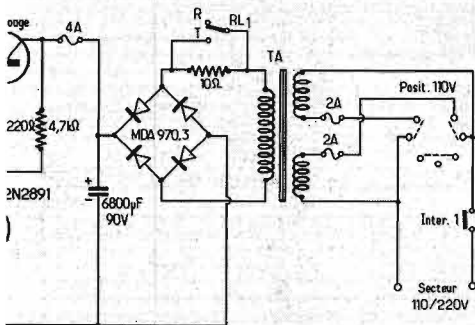 ouge
4A
R
RL1
T
10Ω
TA
2A
Posit. 110V
2A
220Ω
4,7kΩ
MDA 970.3
2N2891
+
6800µF
90V
Inter. 1
Secteur
110/220V